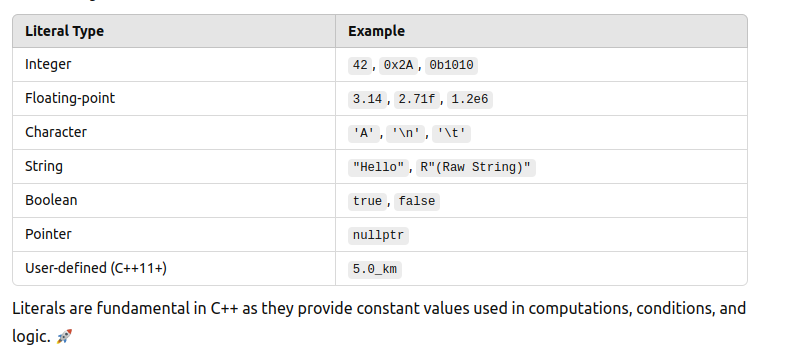 Literal Type Example
Integer 42, 0x2A, 0b1010
Floating-point 3.14, 2.71f, 1.2e6
Character 'A', '\n', '\t'
String "Hello", R"(Raw String)"
Boolean true, false
Pointer nullptr
User-defined (C++11+) 5.0_km
Literals are fundamental in C++ as they provide constant values used in computations, conditions, and
logic. 🚀